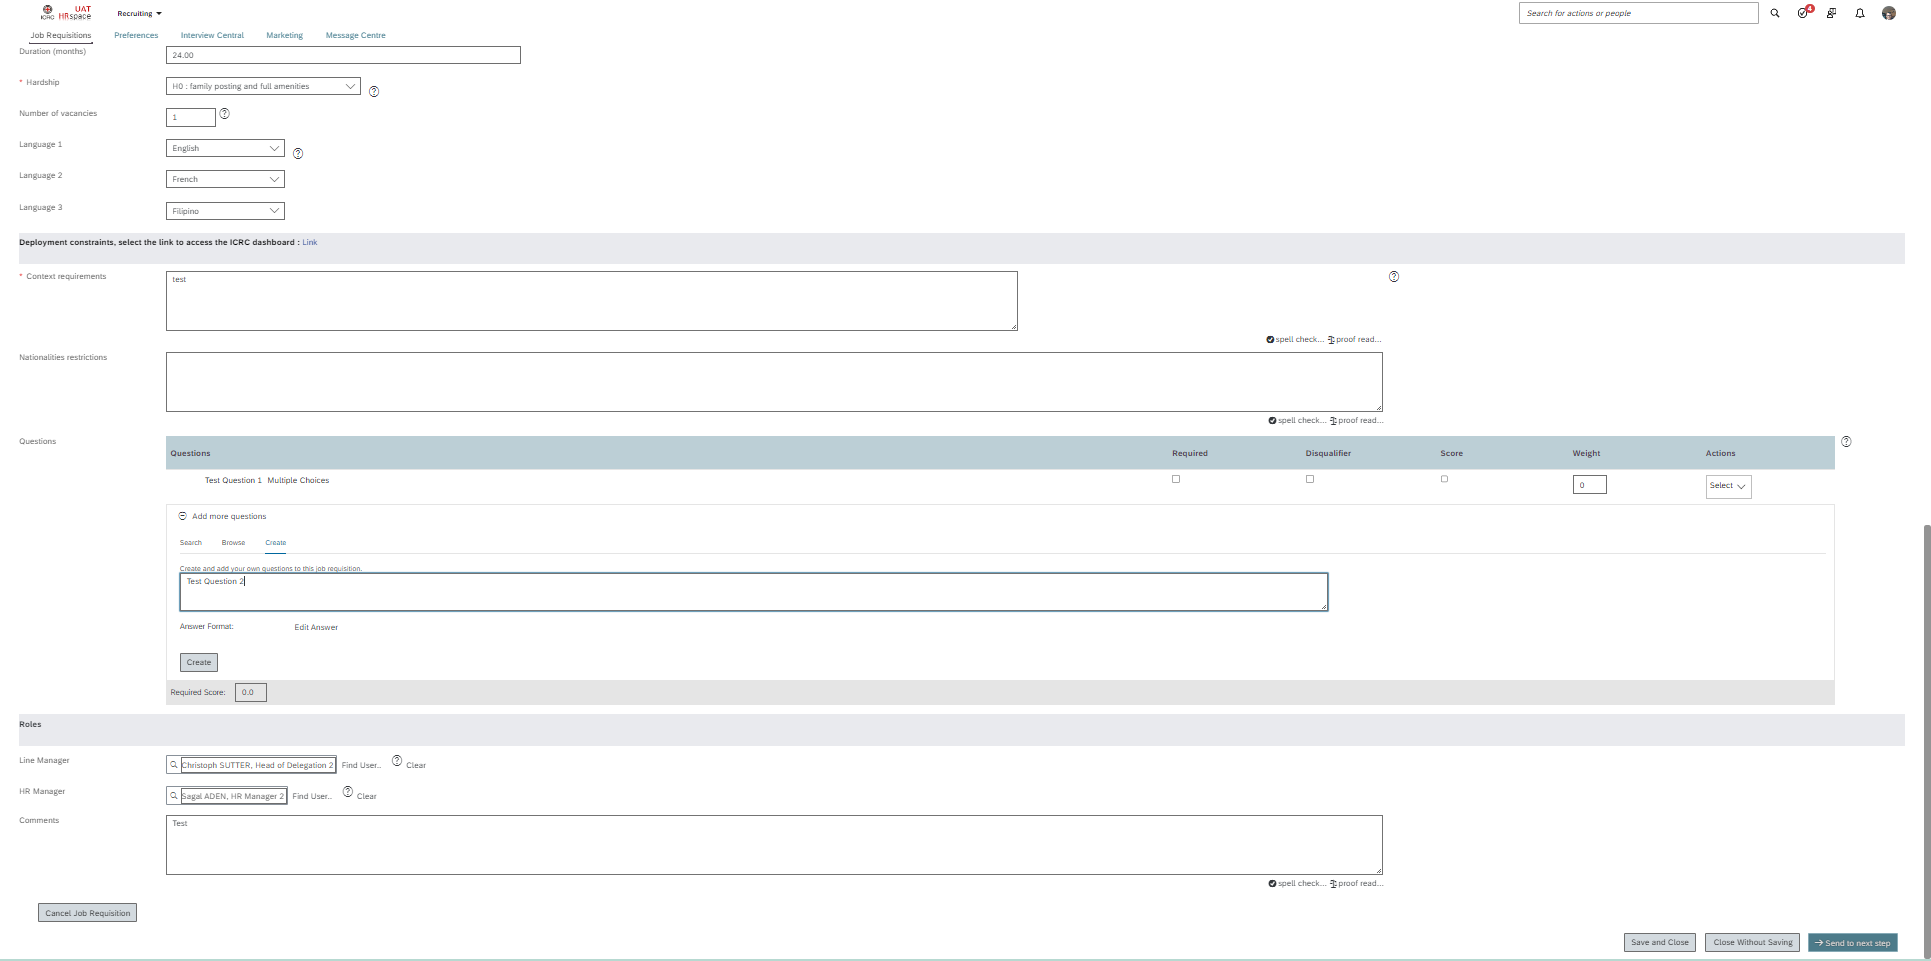 UAT
ICRC HRspace
Recruiting
Search for actions or people
4
Job Requisitions Preferences Interview Central Marketing Message Centre
Duration (months) 24.00
* Hardship H0 : family posting and full amenities
Number of vacancies 1
Language 1 English
Language 2 French
Language 3 Filipino
Deployment constraints, select the link to access the ICRC dashboard : Link
* Context requirements test
spell check... proof read...
Nationalities restrictions
spell check... proof read...
Questions
Questions Required Disqualifier Score Weight Actions
Test Question 1 Multiple Choices 0 Select
Add more questions
Search Browse Create
Create and add your own questions to this job requisition.
Test Question 2
Answer Format: Edit Answer
Create
Required Score: 0.0
Roles
Line Manager Christoph SUTTER, Head of Delegation 2 Find User.. Clear
HR Manager Sagal ADEN, HR Manager 2 Find User.. Clear
Comments Test
spell check... proof read...
Cancel Job Requisition
Save and Close Close Without Saving → Send to next step